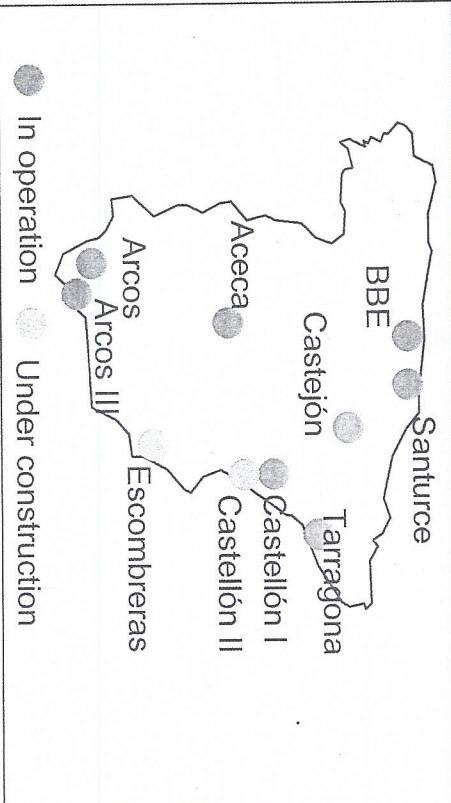 Santurce
BBE
Castejón
Tarragona
Aceca
Castellón I
Castellón II
Escombreras
Arcos
Arcos III
In operation
Under construction